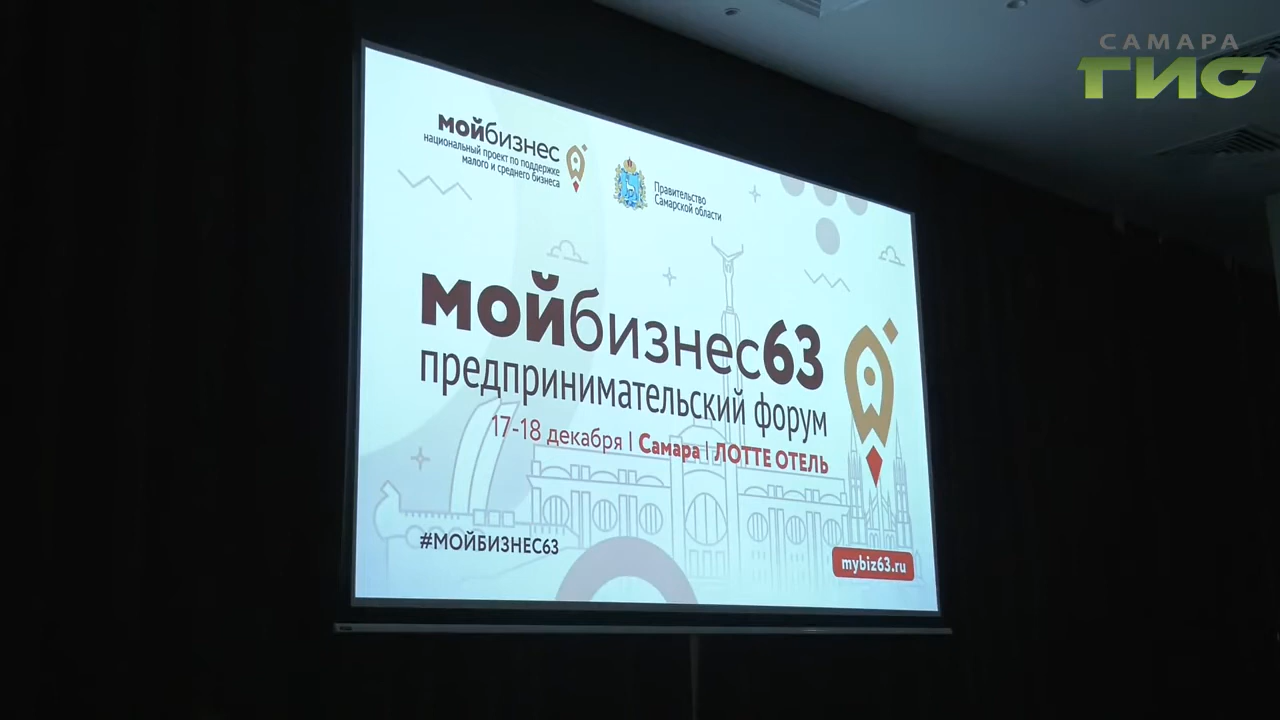 САМАРА
ГИС
мойбизнес
национальный проект по поддержке
малого и среднего бизнеса
Правительство
Самарской области
мойбизнес63
предпринимательский форум
17-18 декабря | Самара | ЛОТТЕ ОТЕЛЬ
#МОЙБИЗНЕС63
mybiz63.ru